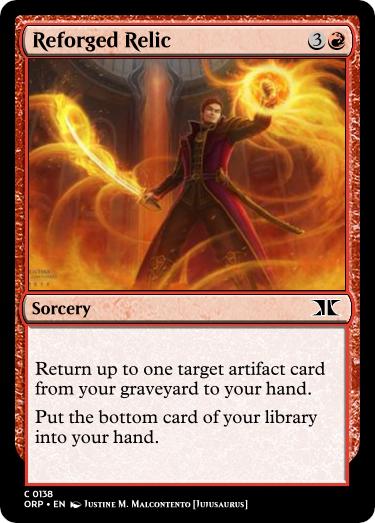 Reforged Relic 3
Sorcery
Return up to one target artifact card
from your graveyard to your hand.
Put the bottom card of your library
into your hand.
C 0138
ORP • EN Justine M. Malcontento [Jujusaurus]